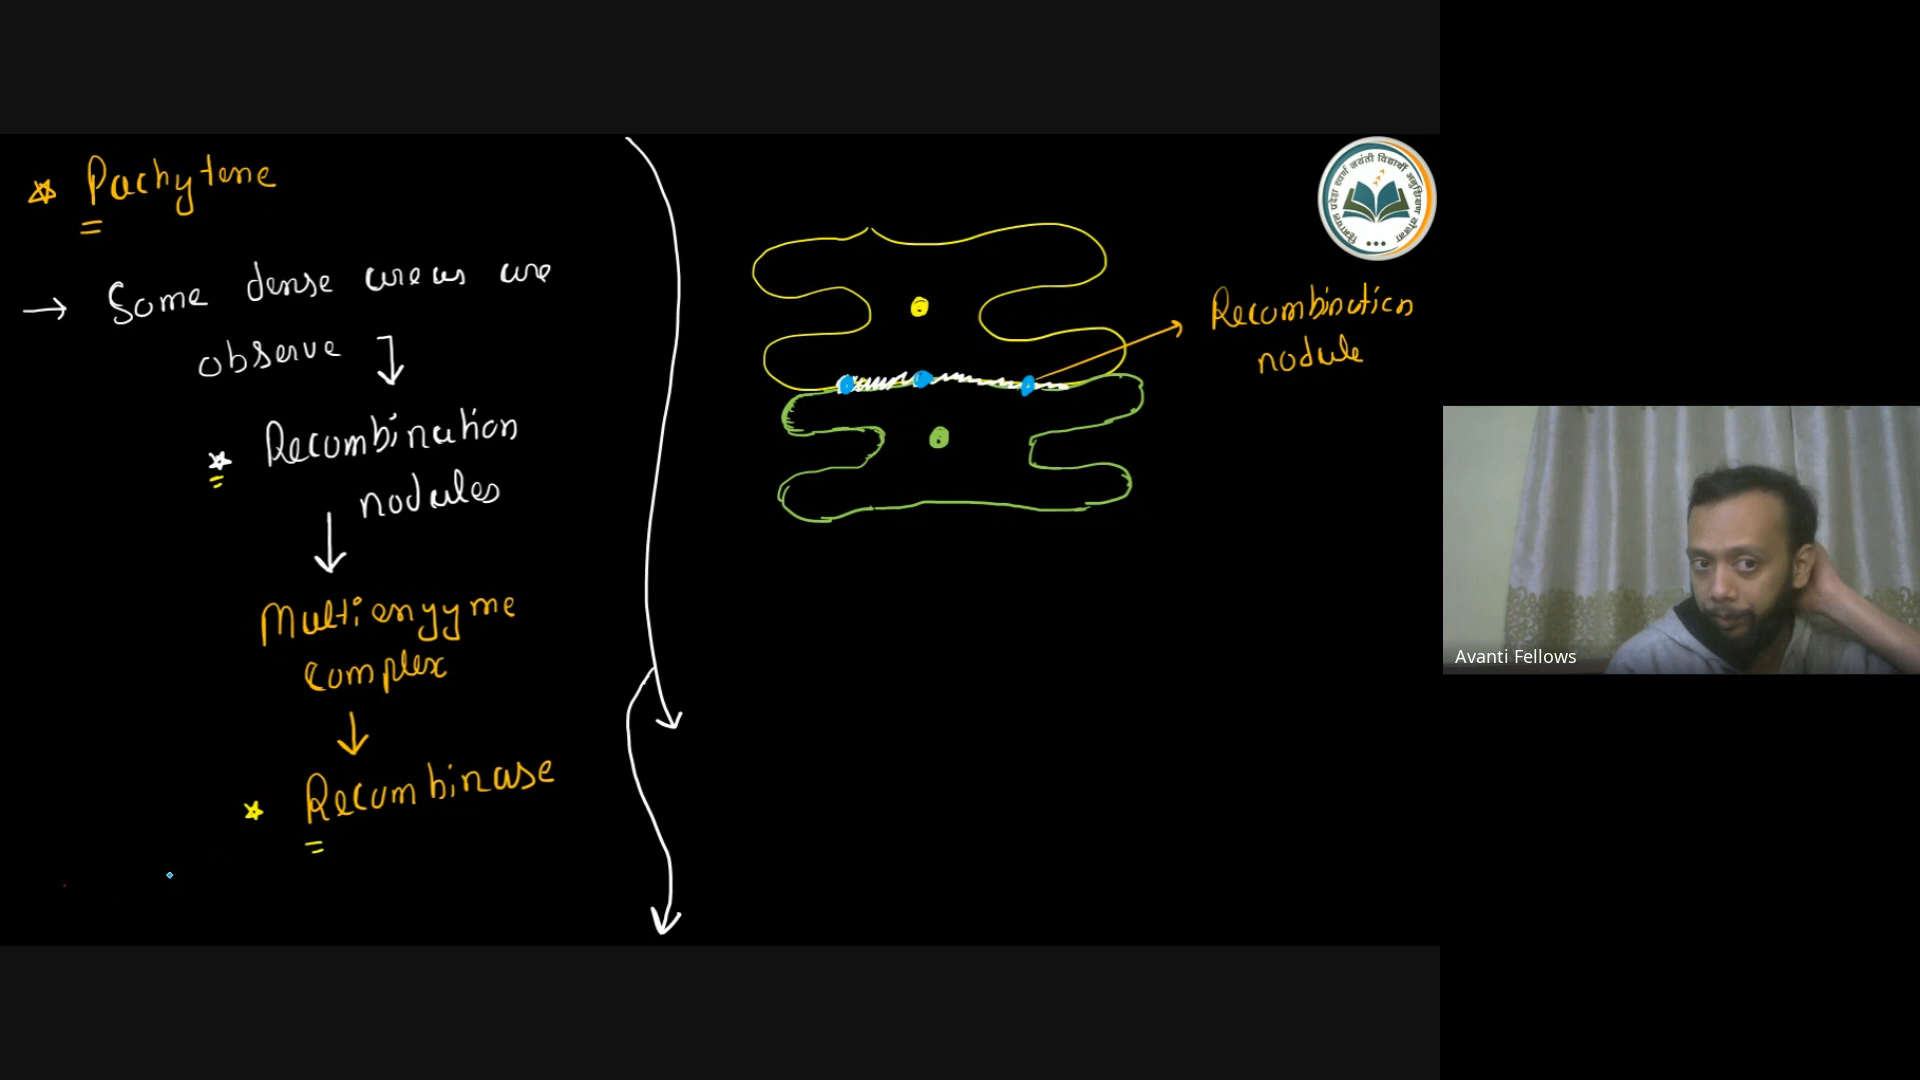 Pachytene
→ Some dense areas are
observe
Recombination
nodules
Multienzyme
complex
Recombinase
Recombination
nodule
Avanti Fellows